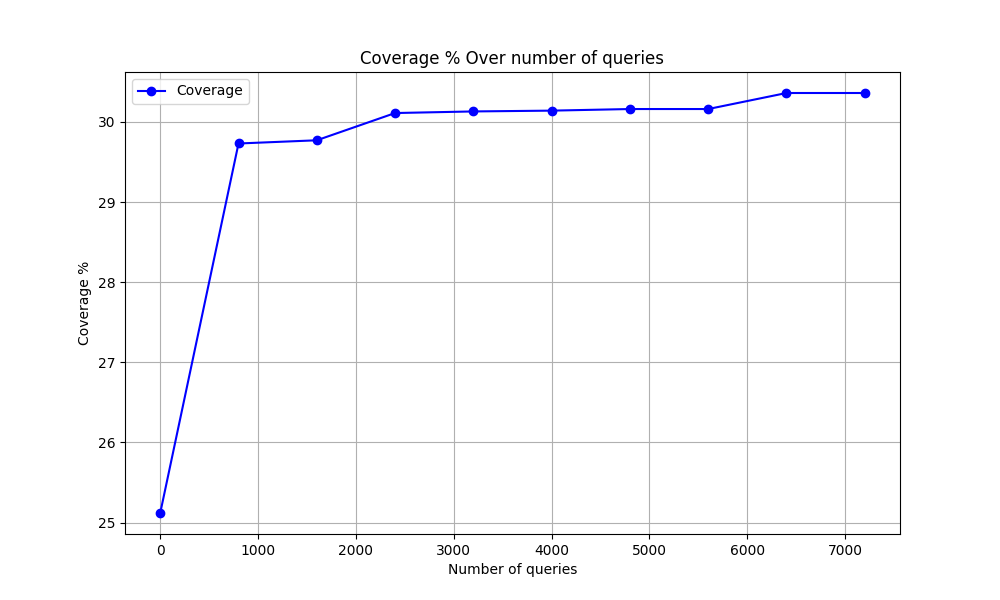 Coverage % Over number of queries
Coverage
30
29
28
27
26
25
Coverage %
0 1000 2000 3000 4000 5000 6000 7000
Number of queries